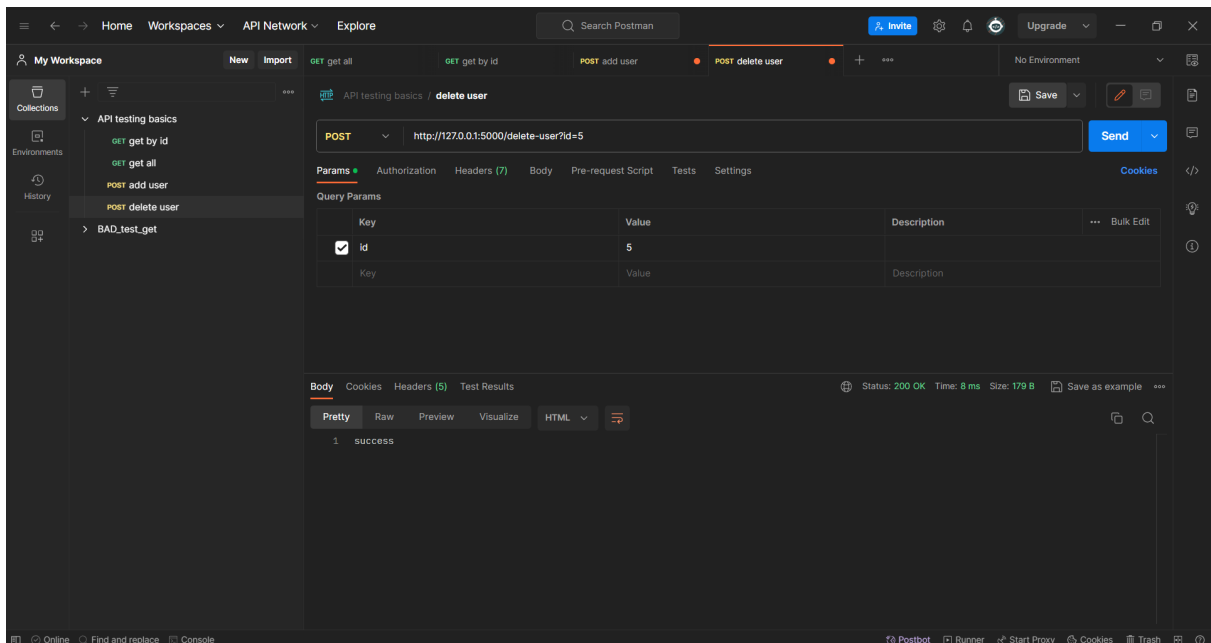 Home Workspaces API Network Explore Search Postman Invite Upgrade
My Workspace New Import GET get all GET get by id POST add user POST delete user No Environment
Collections
Environments
History
API testing basics
GET get by id
GET get all
POST add user
POST delete user
BAD_test_get
HTTP API testing basics / delete user Save
POST http://127.0.0.1:5000/delete-user?id=5 Send
Params Authorization Headers (7) Body Pre-request Script Tests Settings Cookies
Query Params
Key Value Description Bulk Edit
id 5
Key Value Description
Body Cookies Headers (5) Test Results Status: 200 OK Time: 8 ms Size: 179 B Save as example
Pretty Raw Preview Visualize HTML
1 success
Online Find and replace Console Postbot Runner Start Proxy Cookies Trash